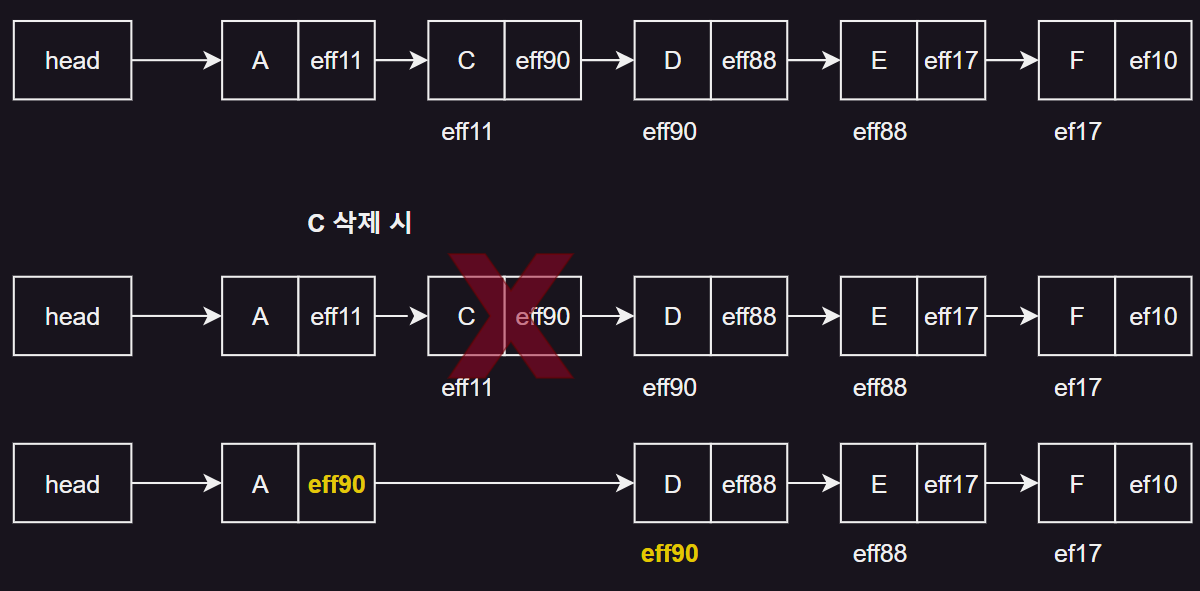 head A eff11 C eff90 D eff88 E eff17 F ef10
eff11 eff90 eff88 ef17
C 삭제 시
head A eff11 C eff90 D eff88 E eff17 F ef10
eff11 eff90 eff88 ef17
head A eff90 D eff88 E eff17 F ef10
eff90 eff88 ef17